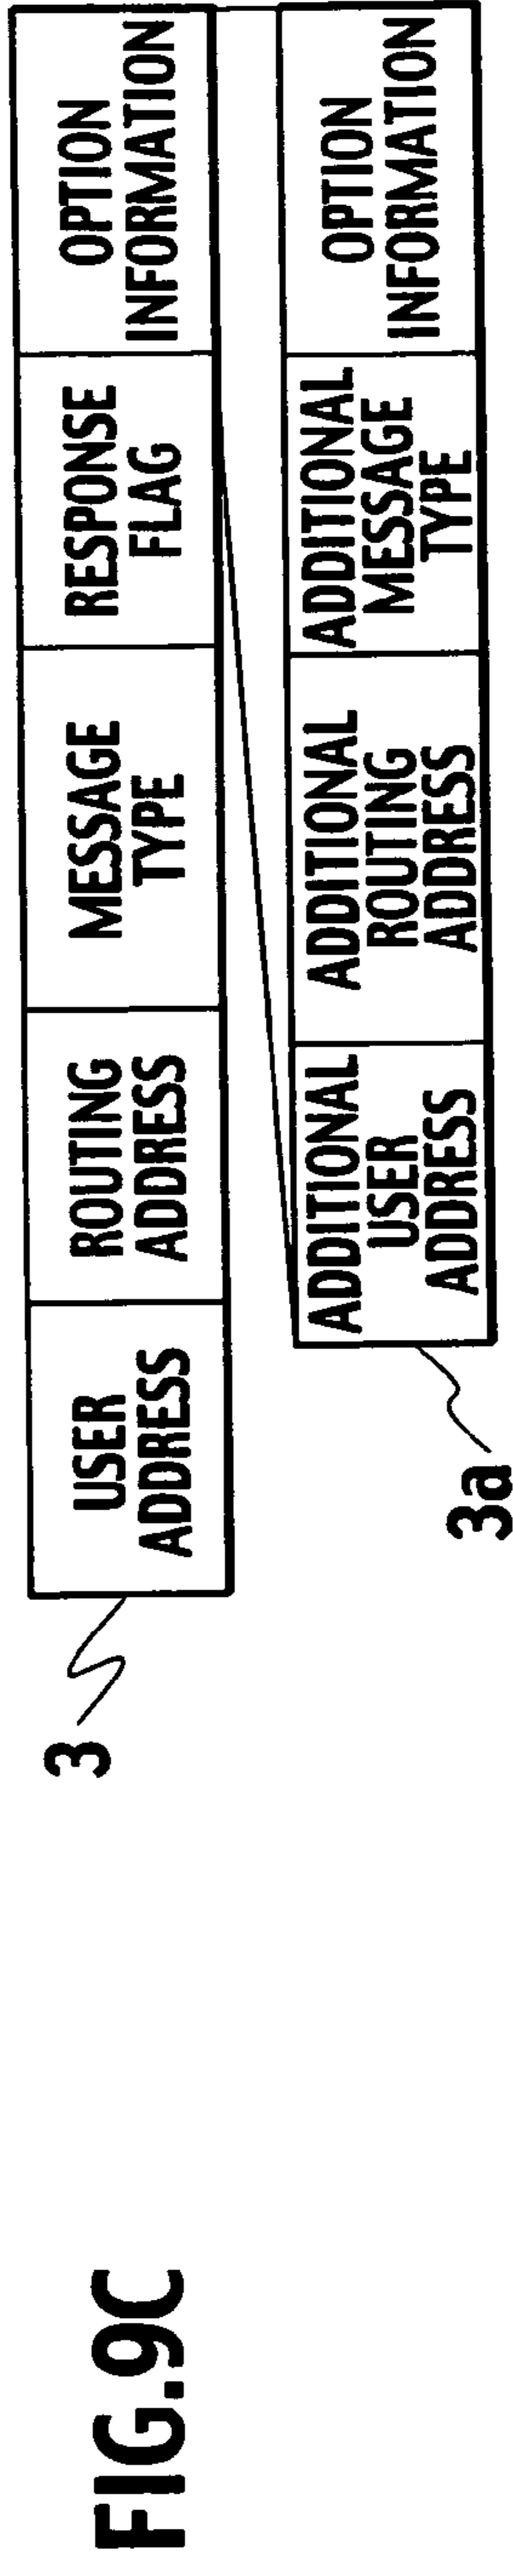 FIG.9C
3
USER
ADDRESS
ROUTING
ADDRESS
MESSAGE
TYPE
RESPONSE
FLAG
OPTION
INFORMATION
3a
ADDITIONAL
USER
ADDRESS
ADDITIONAL
ROUTING
ADDRESS
ADDITIONAL
MESSAGE
TYPE
OPTION
INFORMATION